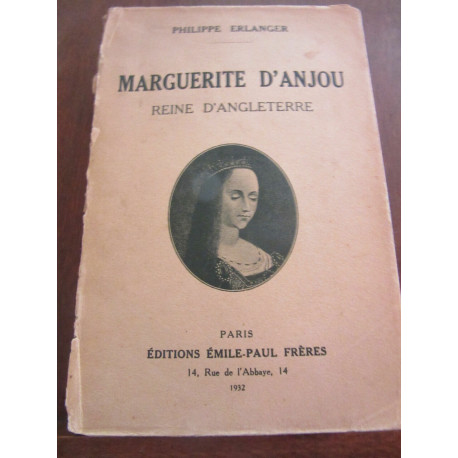 PHILIPPE ERLANGER
MARGUERITE D'ANJOU
REINE D'ANGLETERRE
PARIS
ÉDITIONS ÉMILE-PAUL FRÈRES
14, Rue de l'Abbaye, 14
1932